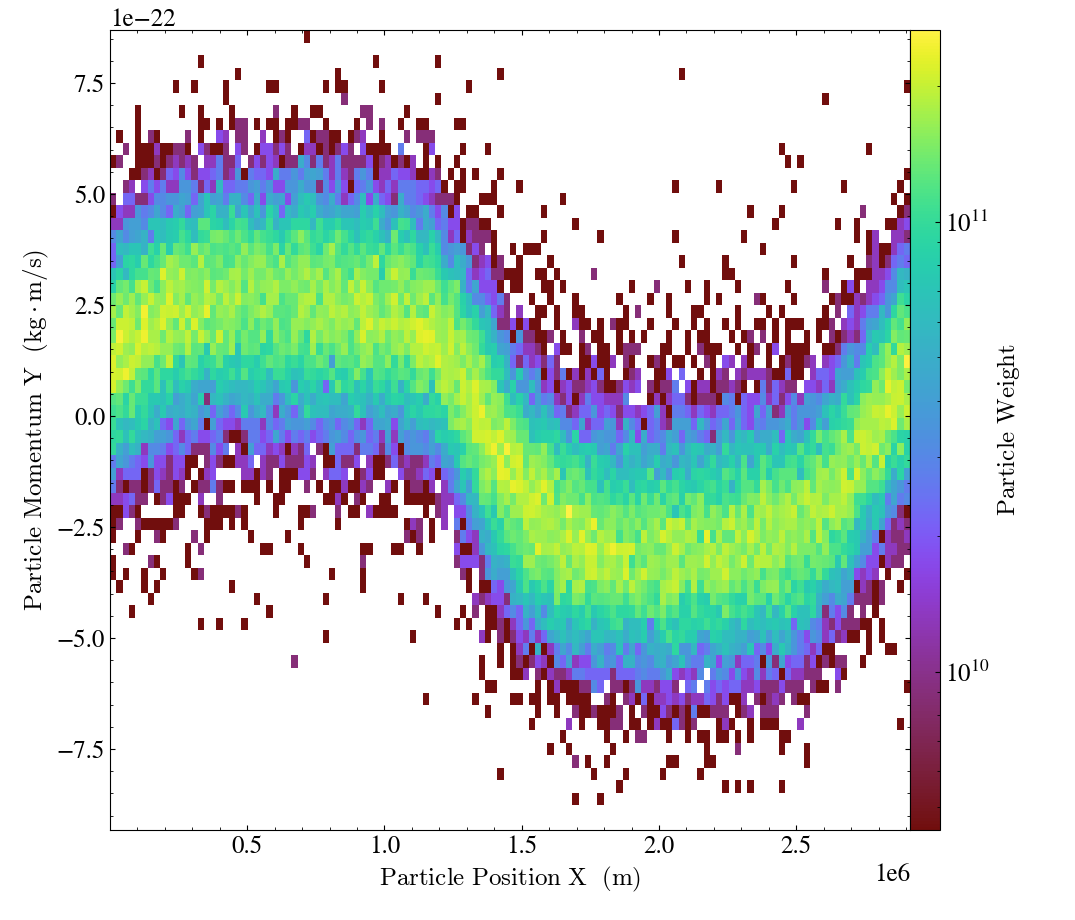 1e−22
7.5
5.0
2.5
0.0
−2.5
−5.0
−7.5
Particle Momentum Y (kg · m/s)
0.5 1.0 1.5 2.0 2.5
1e6
Particle Position X (m)
10¹¹
10¹⁰
Particle Weight